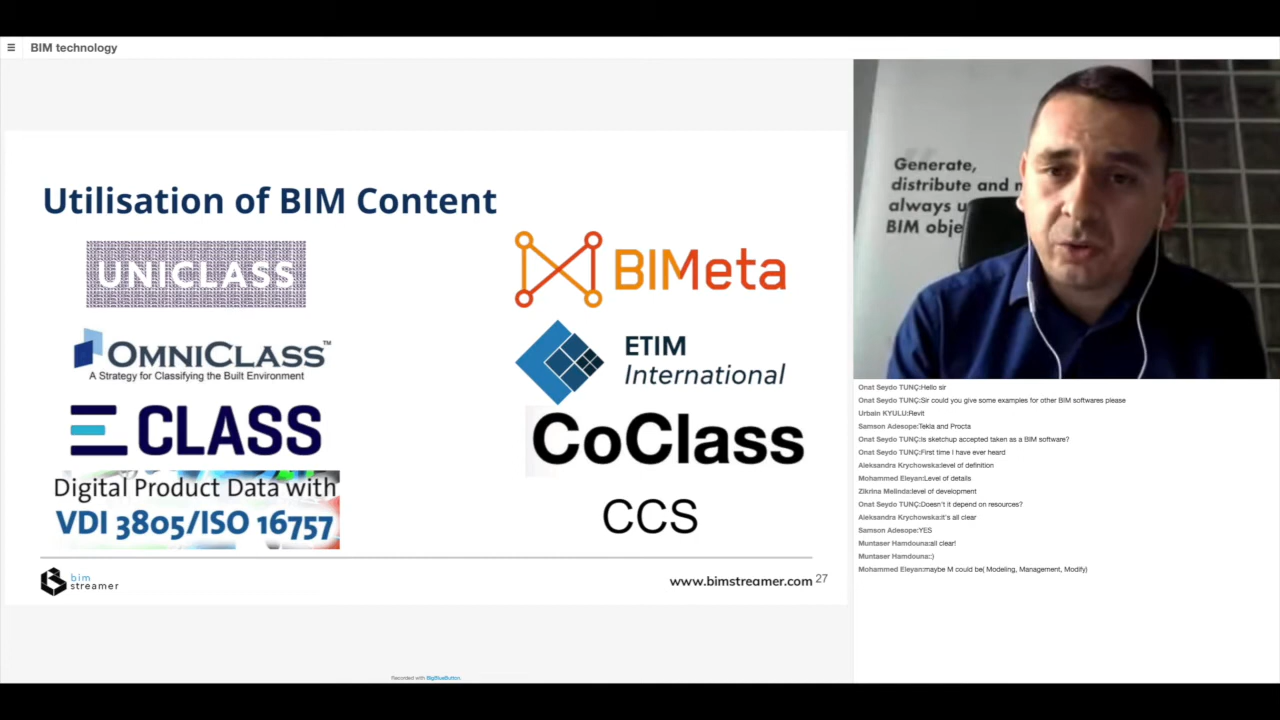 BIM technology
Utilisation of BIM Content
UNICLASS
BIMeta
OMNICLASS™
A Strategy for Classifying the Built Environment
ETIM
International
ECLASS
CoClass
Digital Product Data with
VDI 3805/ISO 16757
CCS
bim
streamer
www.bimstreamer.com 27
Recorded with BigBlueButton.
Generate,
distribute and
always u
BIM obje
Onat Seydo TUNÇ:Hello sir
Onat Seydo TUNÇ:Sir could you give some examples for other BIM softwares please
Urbain KYULU:Revit
Samson Adesope:Tekla and Procta
Onat Seydo TUNÇ:Is sketchup accepted taken as a BIM software?
Onat Seydo TUNÇ:First time I have ever heard
Aleksandra Krychowska:level of definition
Mohammed Eleyan:Level of details
Zikrina Melinda:level of development
Onat Seydo TUNÇ:Doesn't it depend on resources?
Aleksandra Krychowska:it's all clear
Samson Adesope:YES
Muntaser Hamdouna:all clear!
Muntaser Hamdouna::)
Mohammed Eleyan:maybe M could be( Modeling, Management, Modify)